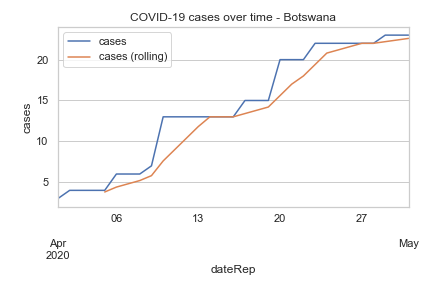 COVID-19 cases over time - Botswana
cases
cases (rolling)
cases
20
15
10
5
06
13
20
27
Apr
2020
May
dateRep